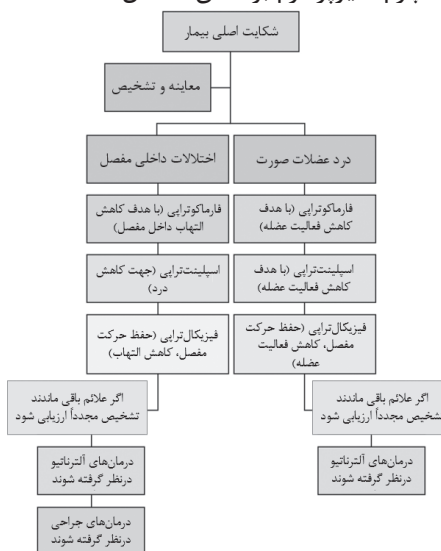 شکایت اصلی بیمار
معاینه و تشخیص
درد عضلات صورت
اختلالات داخلی مفصل
فارماکوتراپی (با هدف
کاهش فعالیت عضله)
فارماکوتراپی (با هدف کاهش
التهاب داخل مفصل)
اسپلینت‌تراپی (با هدف
کاهش فعالیت عضله)
اسپلینت‌تراپی (جهت کاهش
درد)
فیزیکال‌تراپی (حفظ حرکت
مفصل، کاهش فعالیت
عضله)
فیزیکال‌تراپی (حفظ حرکت
مفصل، کاهش التهاب)
اگر علائم باقی ماندند
تشخیص مجدداً ارزیابی شود
اگر علائم باقی ماندند
تشخیص مجدداً ارزیابی شود
درمان‌های آلترناتیو
درنظر گرفته شوند
درمان‌های آلترناتیو
درنظر گرفته شوند
درمان‌های جراحی
درنظر گرفته شوند